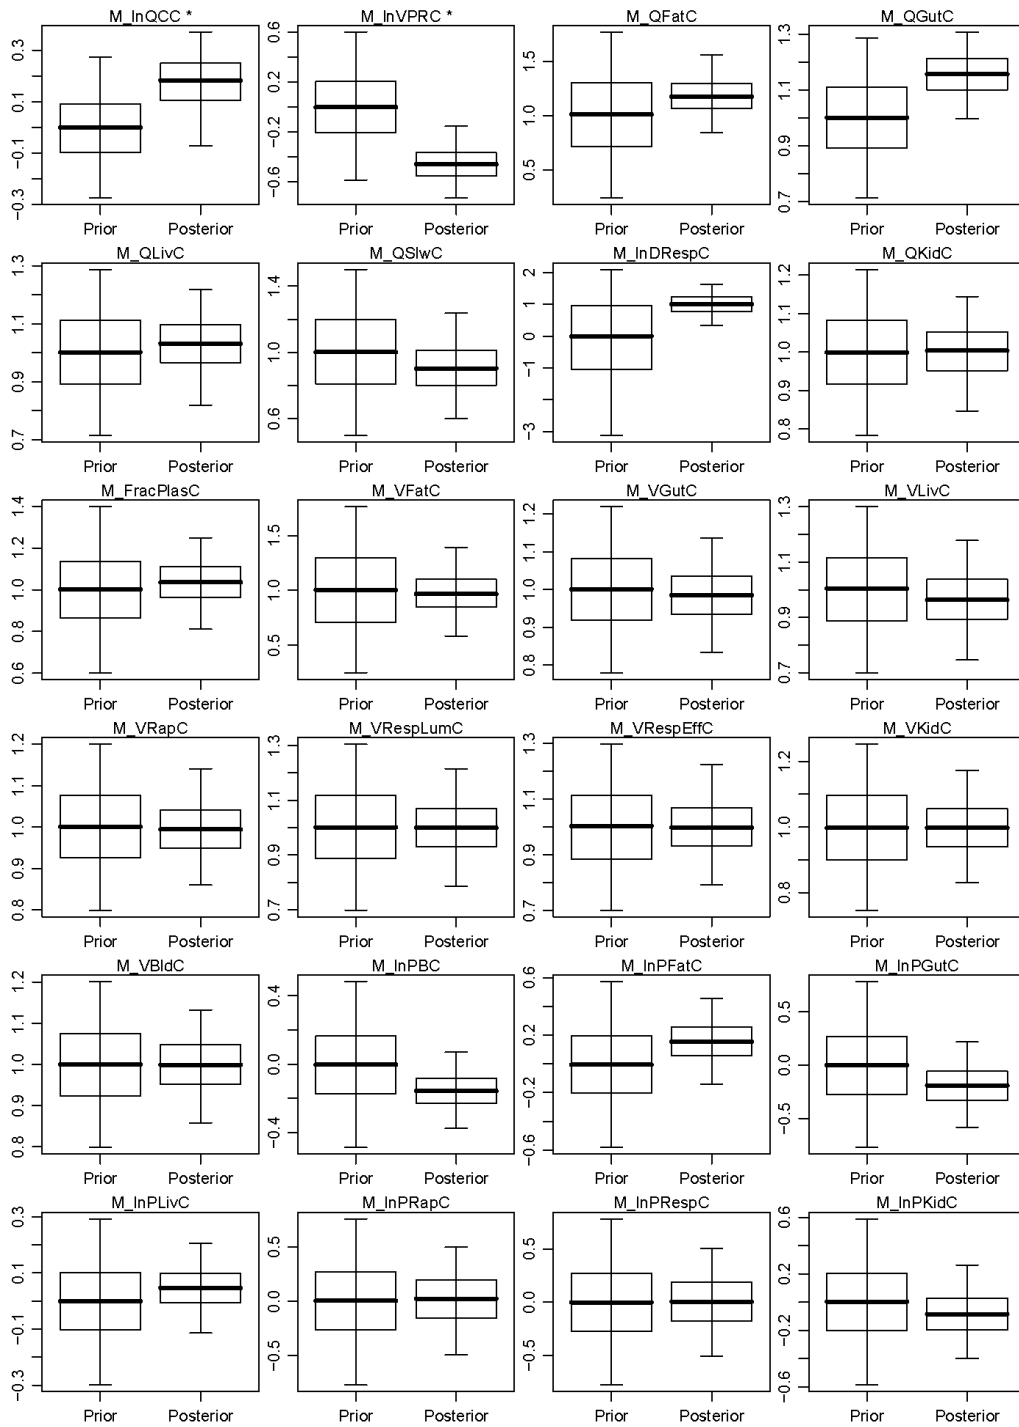 M_lnQCC *
0.3
0.1
−0.1
−0.3
Prior Posterior
M_lnVPRC *
0.6
0.2
−0.2
−0.6
Prior Posterior
M_QFatC
1.5
1.0
0.5
Prior Posterior
M_QGutC
1.3
1.1
0.9
0.7
Prior Posterior
M_QLivC
1.3
1.1
0.9
0.7
Prior Posterior
M_QSlwC
1.4
1.0
0.6
Prior Posterior
M_lnDRespC
2
1
−1
−3
Prior Posterior
M_QKidC
1.2
1.1
1.0
0.9
0.8
Prior Posterior
M_FracPlasC
1.4
1.2
1.0
0.8
0.6
Prior Posterior
M_VFatC
1.5
1.0
0.5
Prior Posterior
M_VGutC
1.2
1.1
1.0
0.9
0.8
Prior Posterior
M_VLivC
1.3
1.1
0.9
0.7
Prior Posterior
M_VRapC
1.2
1.1
1.0
0.9
0.8
Prior Posterior
M_VRespLumC
1.3
1.1
0.9
0.7
Prior Posterior
M_VRespEffC
1.3
1.1
0.9
0.7
Prior Posterior
M_VKidC
1.2
1.0
0.8
Prior Posterior
M_VBldC
1.2
1.1
1.0
0.9
0.8
Prior Posterior
M_lnPBC
0.4
0.0
−0.4
Prior Posterior
M_lnPFatC
0.6
0.2
−0.2
−0.6
Prior Posterior
M_lnPGutC
0.5
0.0
−0.5
Prior Posterior
M_lnPLivC
0.3
0.1
−0.1
−0.3
Prior Posterior
M_lnPRapC
0.5
0.0
−0.5
Prior Posterior
M_lnPRespC
0.5
0.0
−0.5
Prior Posterior
M_lnPKidC
0.6
0.2
−0.2
−0.6
Prior Posterior